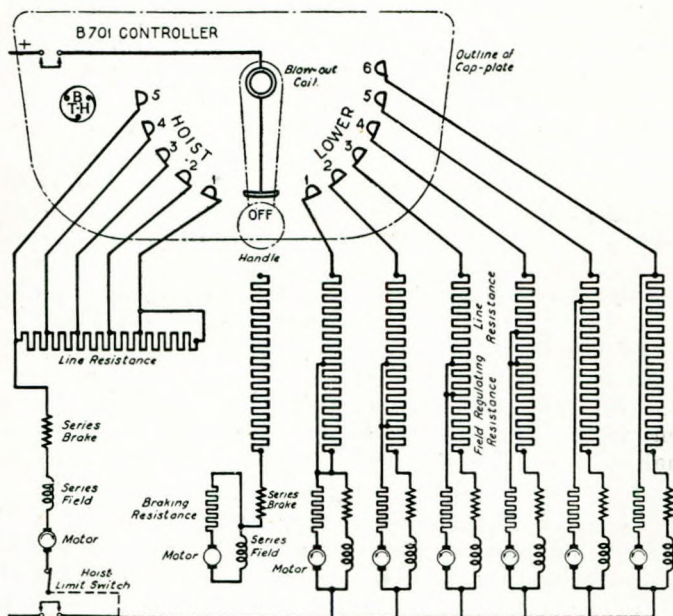 B701 CONTROLLER
+
B
T-H
Blow-out
Coil
Outline of
Cap-plate
5
4
3
2
1
HOIST
OFF
Handle
LOWER
1
2
3
4
5
6
Line Resistance
Series
Brake
Series
Field
Motor
Hoist
Limit Switch
Braking
Resistance
Motor
Series
Brake
Series
Field
Motor
Line
Resistance
Field Regulating
Resistance